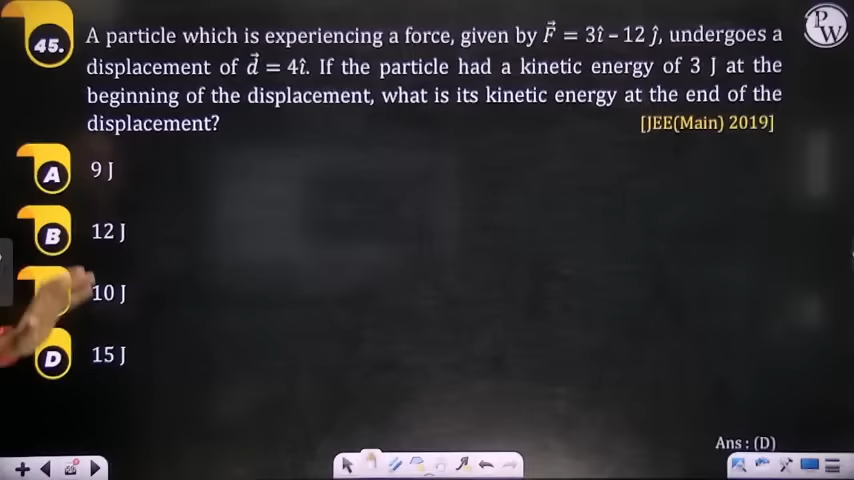 45. A particle which is experiencing a force, given by F⃗ = 3î – 12 ĵ, undergoes a
displacement of d⃗ = 4î. If the particle had a kinetic energy of 3 J at the
beginning of the displacement, what is its kinetic energy at the end of the
displacement? [JEE(Main) 2019]
A 9 J
B 12 J
10 J
D 15 J
Ans : (D)
PW